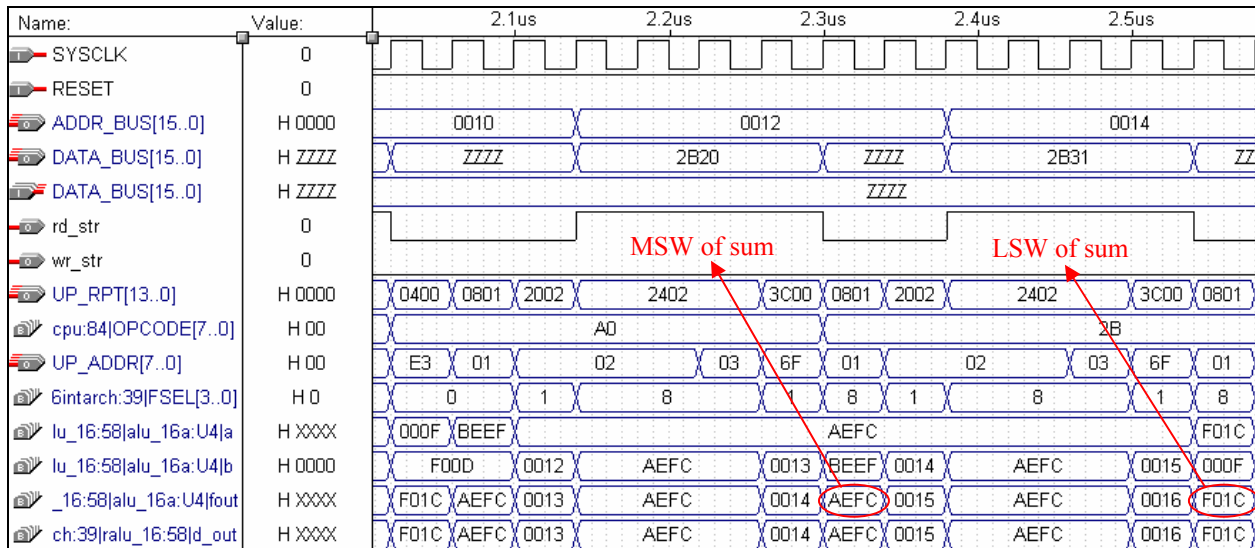 Name: Value: 2.1us 2.2us 2.3us 2.4us 2.5us
SYSCLK 0
RESET 0
ADDR_BUS[15..0] H 0000 0010 0012 0014
DATA_BUS[15..0] H ZZZZ ZZZZ 2B20 ZZZZ 2B31 ZZ
DATA_BUS[15..0] H ZZZZ ZZZZ
rd_str 0
MSW of sum LSW of sum
wr_str 0
UP_RPT[13..0] H 0000 0400 0801 2002 2402 3C00 0801 2002 2402 3C00 0801
cpu:84|OPCODE[7..0] H 00 A0 2B
UP_ADDR[7..0] H 00 E3 01 02 03 6F 01 02 03 6F 01
6intarch:39|FSEL[3..0] H 0 0 1 8 1 8 1 8 1 8
lu_16:58|alu_16a:U4|a H XXXX 000F BEEF AEFC F01C
lu_16:58|alu_16a:U4|b H 0000 F00D 0012 AEFC 0013 BEEF 0014 AEFC 0015 000F
_16:58|alu_16a:U4|fout H XXXX F01C AEFC 0013 AEFC 0014 AEFC 0015 AEFC 0016 F01C
ch:39|ralu_16:58|d_out H XXXX F01C AEFC 0013 AEFC 0014 AEFC 0015 AEFC 0016 F01C